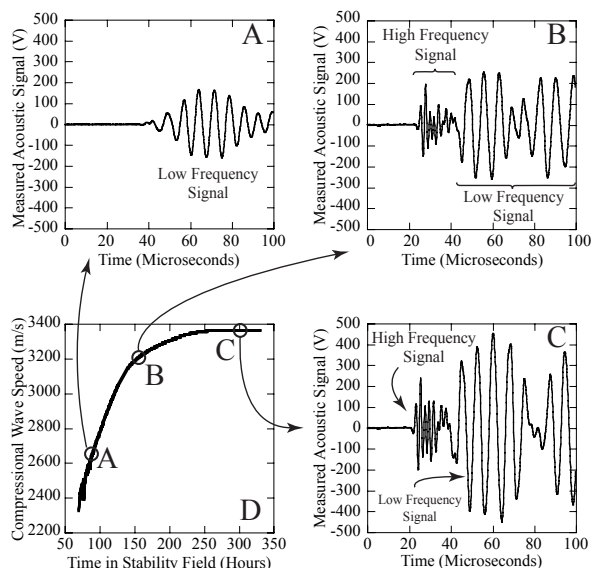 500
400
300
200
100
0
-100
-200
-300
-400
-500
Measured Acoustic Signal (V)
A
Low Frequency
Signal
0 20 40 60 80 100
Time (Microseconds)
500
400
300
200
100
0
-100
-200
-300
-400
-500
Measured Acoustic Signal (V)
High Frequency
Signal
B
Low Frequency
Signal
0 20 40 60 80 100
Time (Microseconds)
3400
3200
3000
2800
2600
2400
2200
Compressional Wave Speed (m/s)
A
B
C
D
50 100 150 200 250 300 350
Time in Stability Field (Hours)
500
400
300
200
100
0
-100
-200
-300
-400
-500
Measured Acoustic Signal (V)
High Frequency
Signal
C
Low Frequency
Signal
0 20 40 60 80 100
Time (Microseconds)